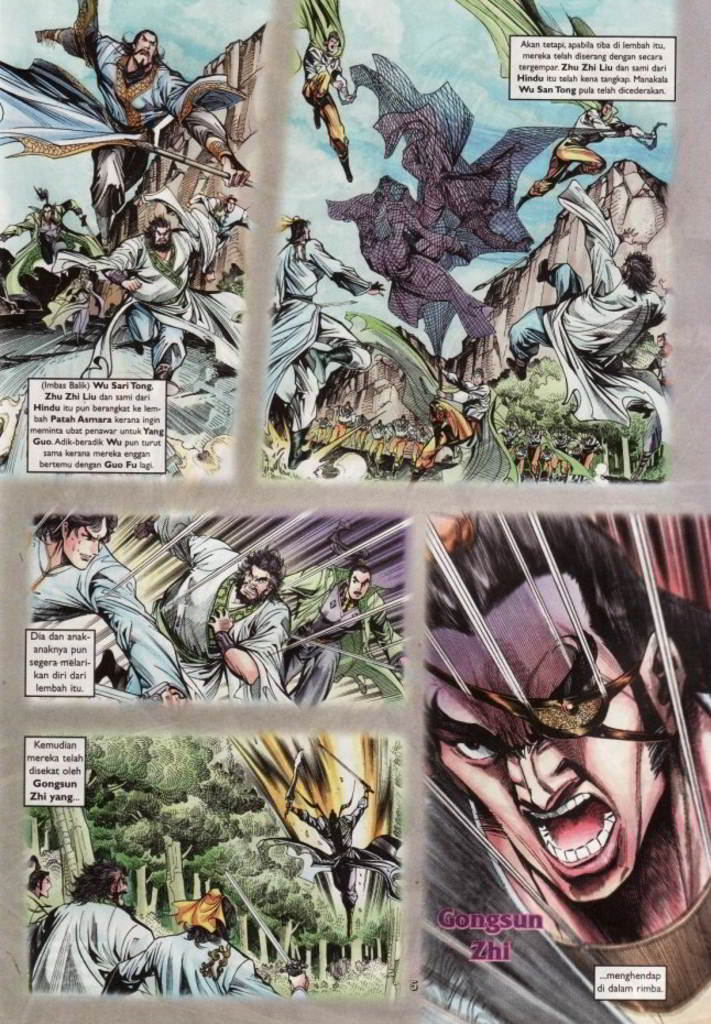 (Imbas Balik) Wu Sari Tong,
Zhu Zhi Liu dan sami dari
Hindu itu pun berangkat ke lem-
bah Patah Asmara kerana ingin
meminta ubat penawar untuk Yang
Guo. Adik-beradik Wu pun turut
sama kerana mereka enggan
bertemu dengan Guo Fu lagi.
Akan tetapi, apabila tiba di lembah itu,
mereka telah diserang dengan secara
tergempar. Zhu Zhi Liu dan sami dari
Hindu itu telah kena tangkap. Manakala
Wu San Tong pula telah dicederakan.
Dia dan anak-
anaknya pun
segera melari-
kan diri dari
lembah itu.
Kemudian
mereka telah
disekat oleh
Gongsun
Zhi yang...
Gongsun
Zhi
...menghendap
di dalam rimba.
5